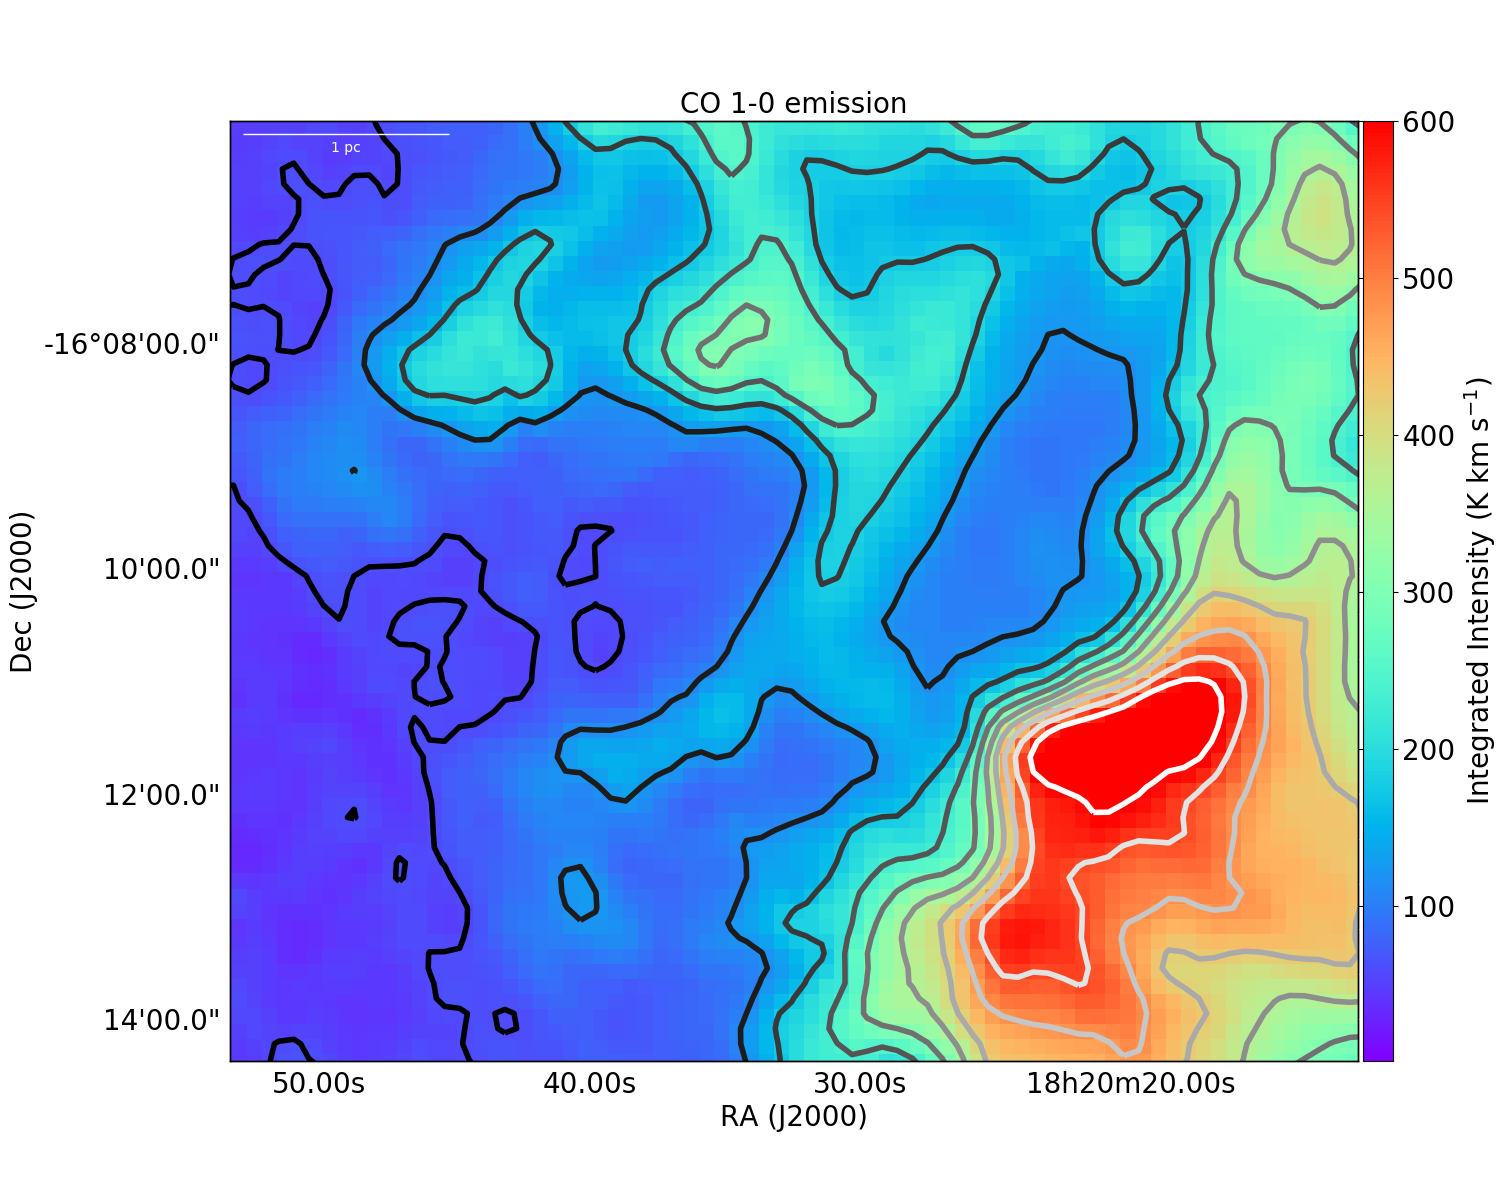 CO 1-0 emission
1 pc
-16°08'00.0"
10'00.0"
12'00.0"
14'00.0"
Dec (J2000)
50.00s
40.00s
30.00s
18h20m20.00s
RA (J2000)
600
500
400
300
200
100
Integrated Intensity (K km s⁻¹)